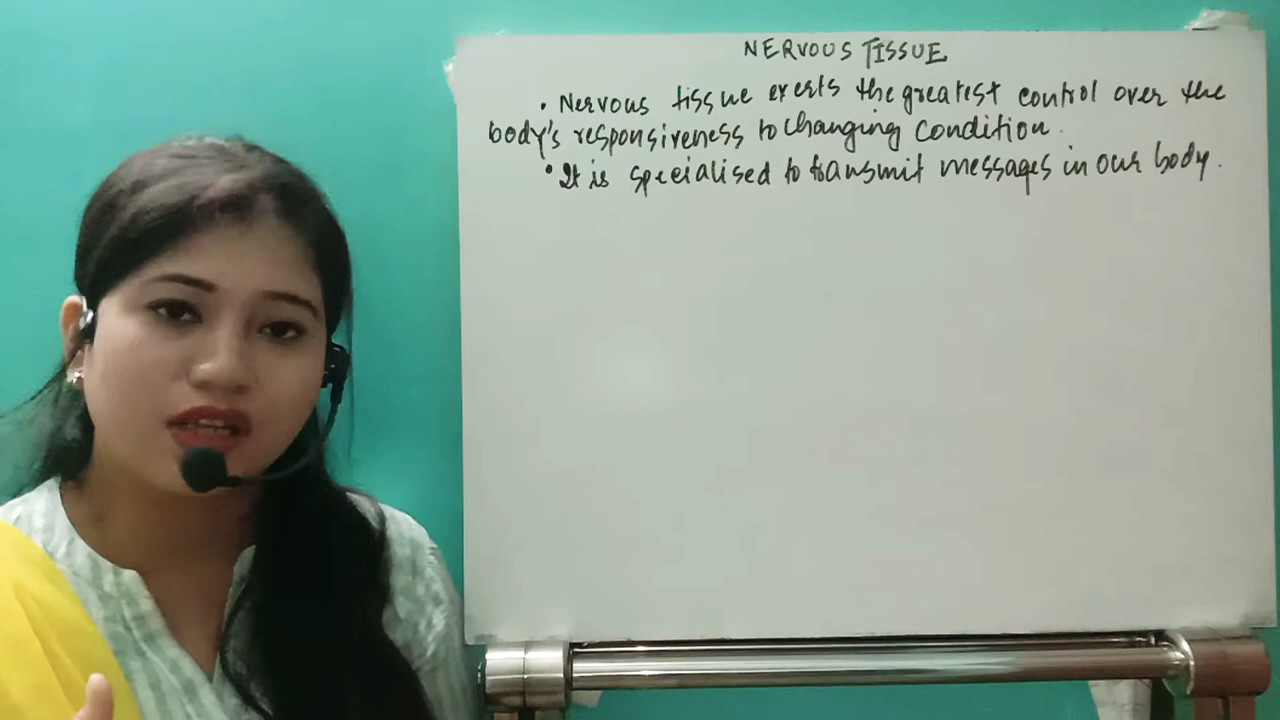 NERVOUS TISSUE
• Nervous tissue exerts the greatest control over the
body's responsiveness to changing condition.
• It is specialised to transmit messages in our body.